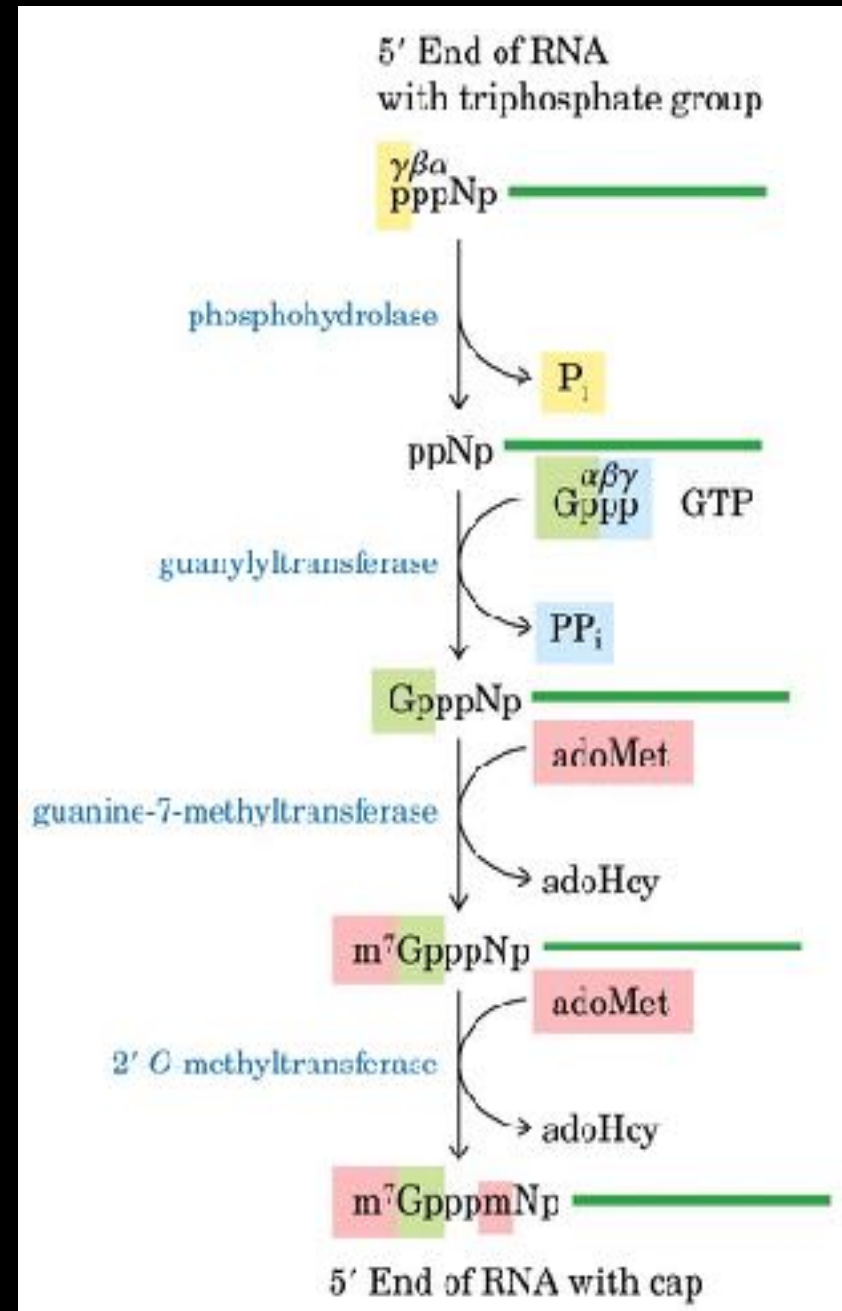 5′ End of RNA
with triphosphate group
γβα
pppNp
phosphohydrolase
Pi
ppNp
αβγ
Gppp GTP
guanylyltransferase
PPi
GpppNp
adoMet
guanine-7-methyltransferase
adoHcy
m⁷GpppNp
adoMet
2′ O methyltransferase
adoHcy
m⁷GpppmNp
5′ End of RNA with cap